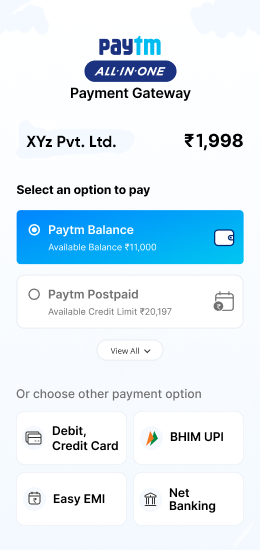 paytm
ALL-IN-ONE
Payment Gateway
XYz Pvt. Ltd. ₹1,998
Select an option to pay
Paytm Balance
Available Balance ₹11,000
Paytm Postpaid
Available Credit Limit ₹20,197
View All
Or choose other payment option
Debit,
Credit Card
BHIM UPI
Easy EMI
Net
Banking